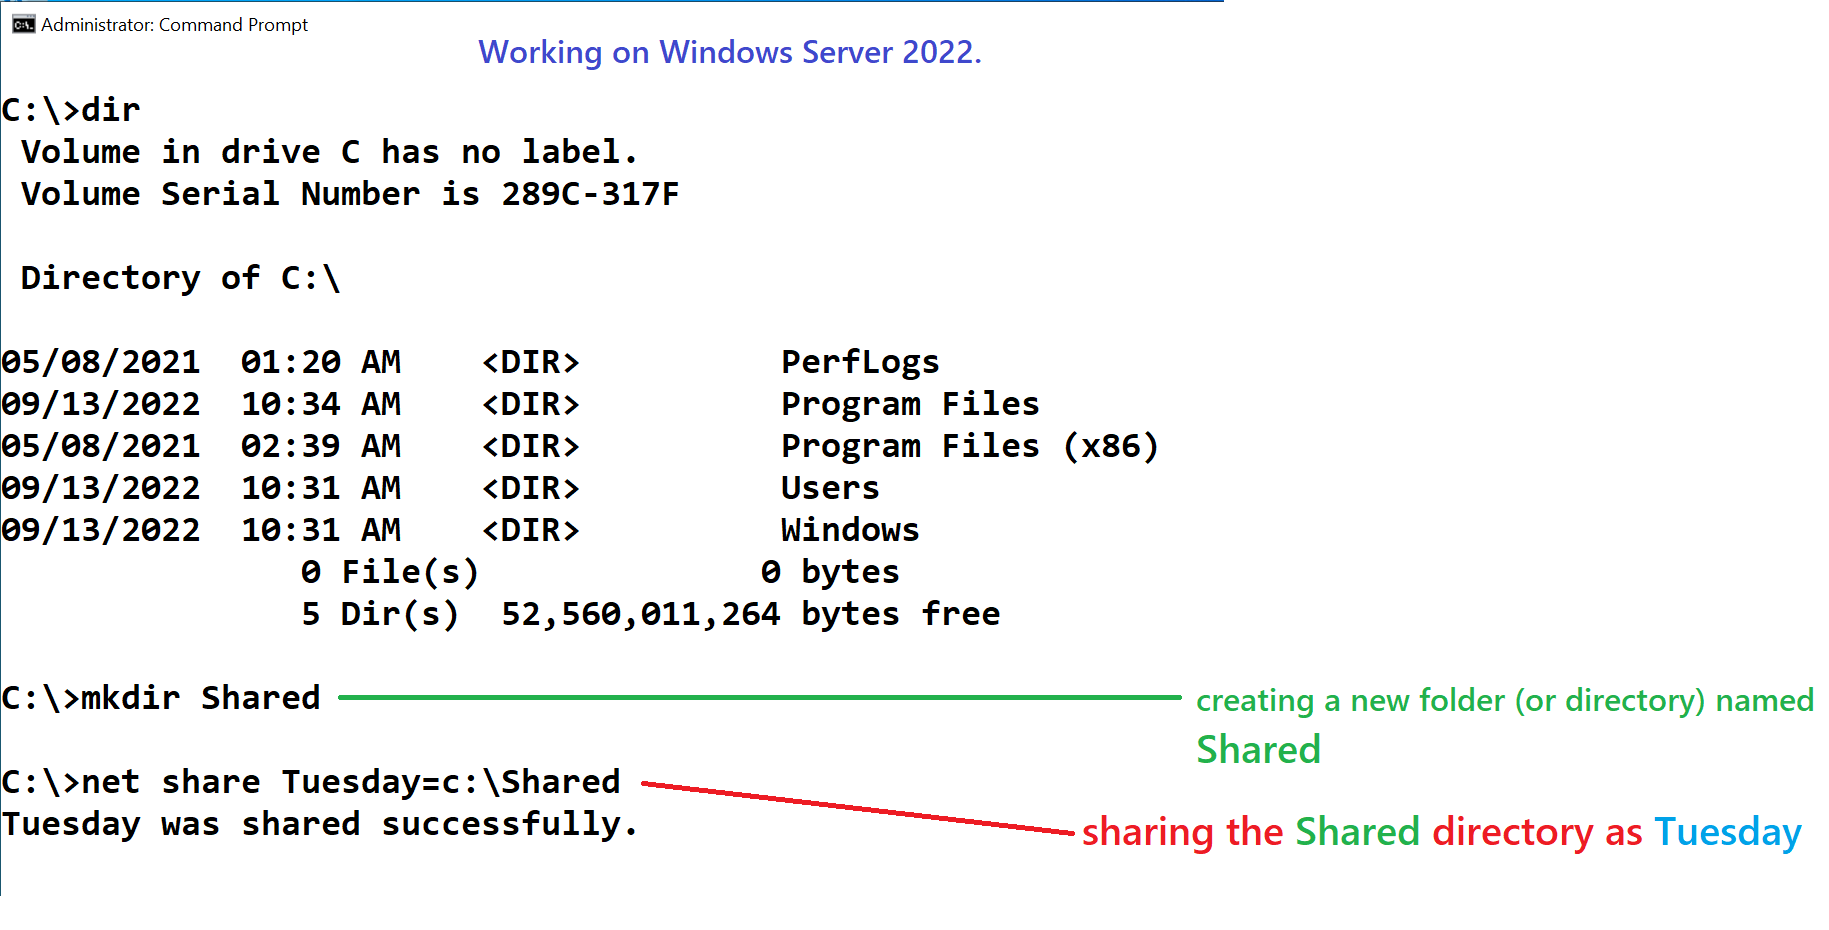 Administrator: Command Prompt
Working on Windows Server 2022.
C:\>dir
 Volume in drive C has no label.
 Volume Serial Number is 289C-317F
 Directory of C:\
05/08/2021  01:20 AM    <DIR>          PerfLogs
09/13/2022  10:34 AM    <DIR>          Program Files
05/08/2021  02:39 AM    <DIR>          Program Files (x86)
09/13/2022  10:31 AM    <DIR>          Users
09/13/2022  10:31 AM    <DIR>          Windows
               0 File(s)              0 bytes
               5 Dir(s)  52,560,011,264 bytes free
C:\>mkdir Shared
creating a new folder (or directory) named
Shared
C:\>net share Tuesday=c:\Shared
Tuesday was shared successfully.
sharing the Shared directory as Tuesday